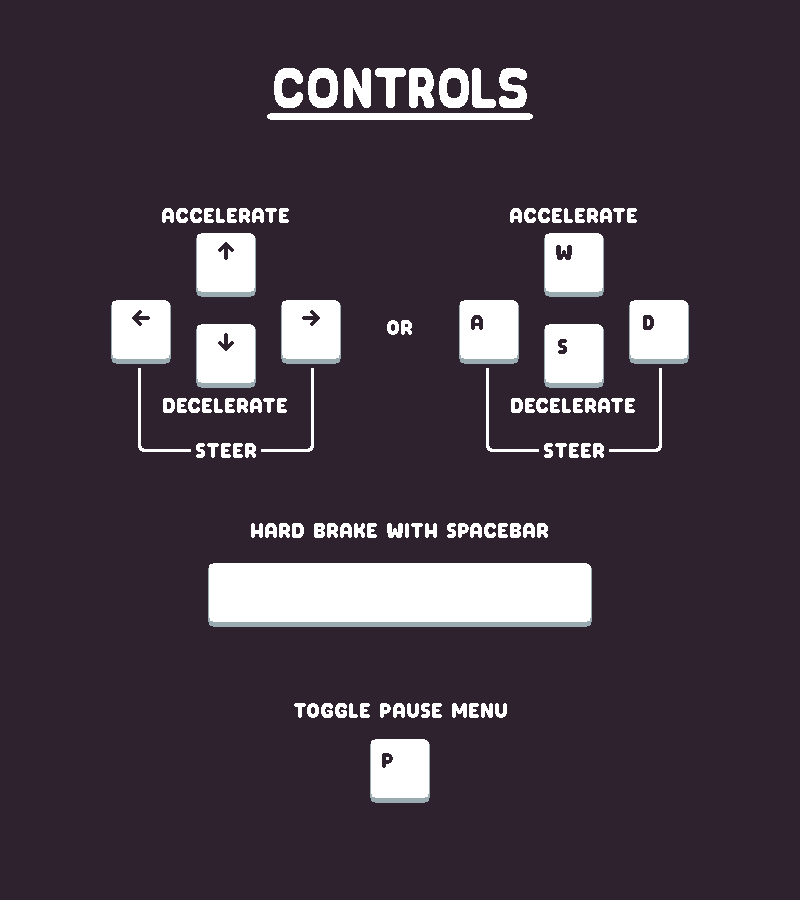 CONTROLS
ACCELERATE ACCELERATE
↑ W
← → OR A D
↓ S
DECELERATE DECELERATE
STEER STEER
HARD BRAKE WITH SPACEBAR
TOGGLE PAUSE MENU
P